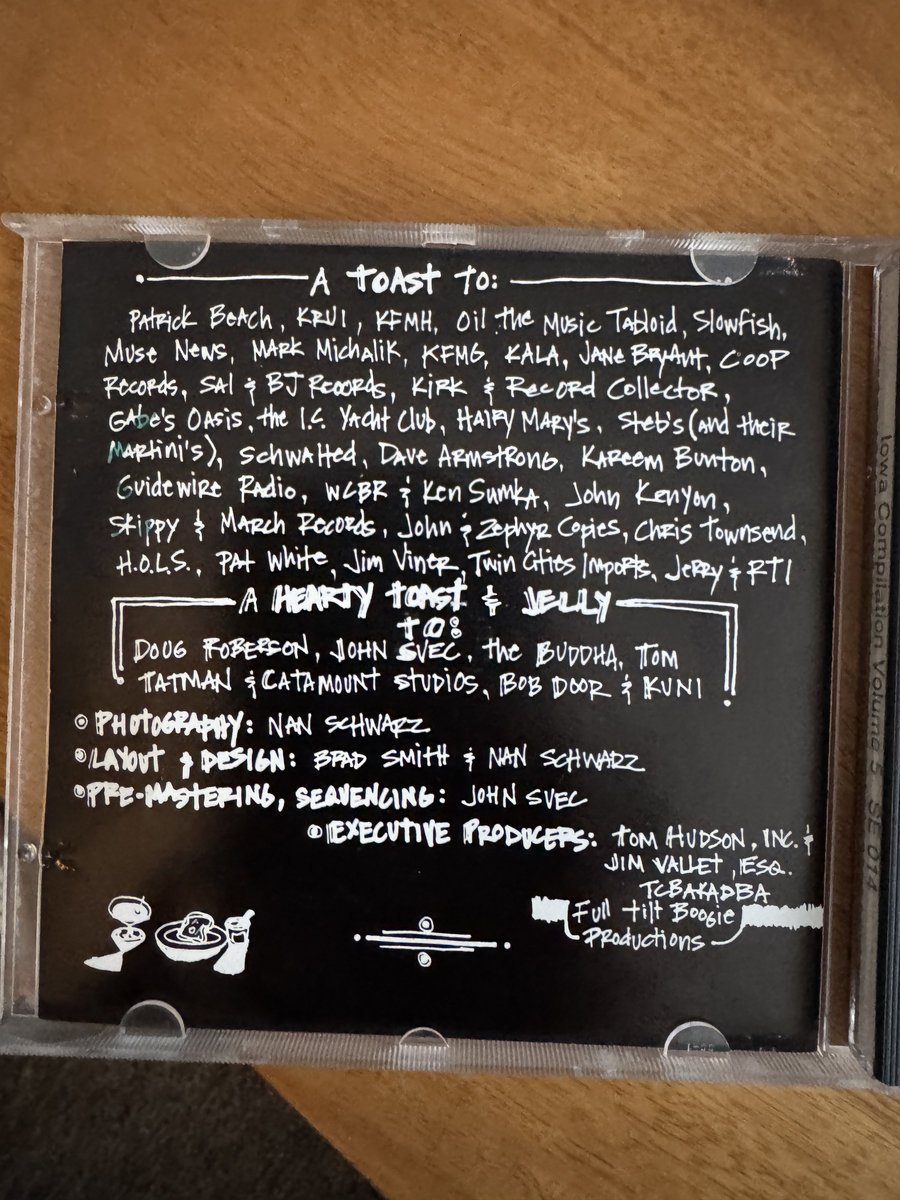 A TOAST TO:
PATRICK BEACH, KRUI, KFMH, Oil the Music Tabloid, Slowfish,
Muse News, MARK Michalik, KFMG, KALA, JANE BRYANT, COOP
Records, SAl & BJ RECORDS, KIRK & Record Collector,
GAbe's OASIS, the I.C. YACht Club, HAIRY MARY'S, Steb's (and their
MARtini's), Schwatted, DAVE ARMSTRONG, KAREEM Bunton,
Guidewire Radio, WCBR & Ken Sumka, John Kenyon,
Skippy & MARCH Records, John & Zephyr Copies, Chris Townsend,
H.O.L.S., PAt White, Jim Viner, Twin Cities Imports, Jerry & RTI
A HEARTY TOAST & JELLY
TO:
DOUG ROBERSON, JOHN SVEC, the BUDDHA, TOM
TATMAN & CATAMOUNT STUDIOS, BOB DOOR & KUNI
PHOTOGRAPHY: NAN SCHWARZ
LAYOUT & DESIGN: BRAD SMITH & NAN SCHWARZ
PRE-MASTERING, SEQUENCING: JOHN SVEC
EXECUTIVE PRODUCERS: TOM HUDSON, INC. &
JIM VALLET, ESQ.
TCBAKADBA
Full tilt Boogie
Productions
Iowa Compilation Volume 5 SE 014